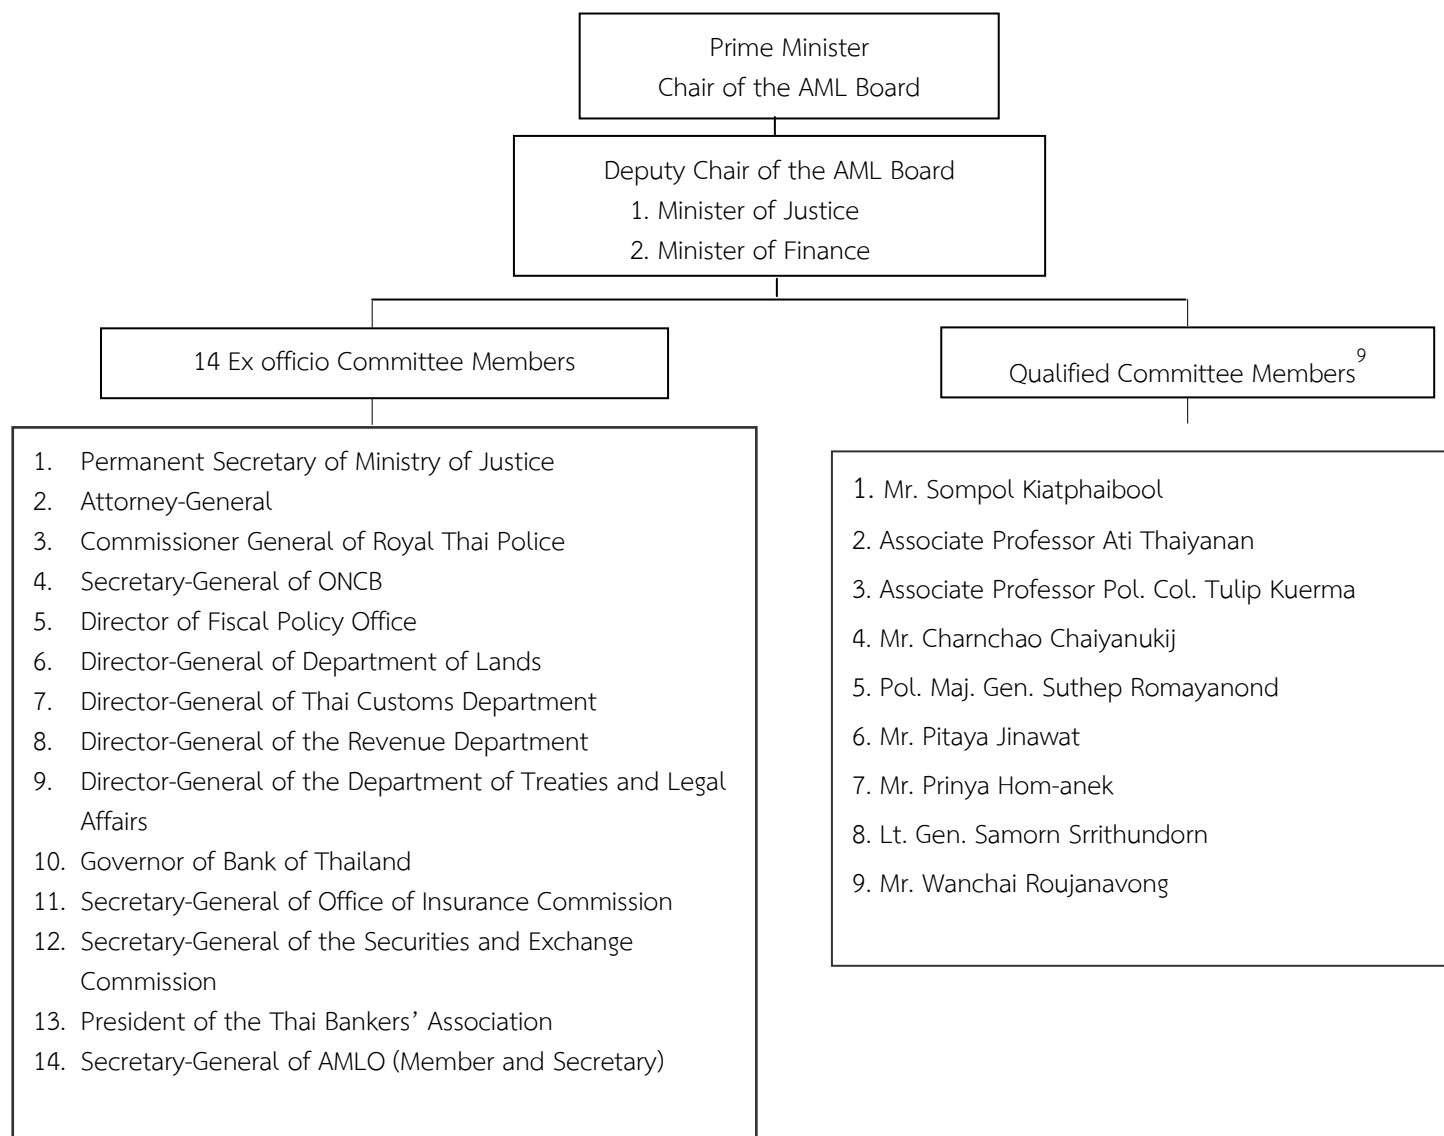 Prime Minister
Chair of the AML Board
Deputy Chair of the AML Board
1. Minister of Justice
2. Minister of Finance
14 Ex officio Committee Members
Qualified Committee Members9
1. Permanent Secretary of Ministry of Justice
2. Attorney-General
3. Commissioner General of Royal Thai Police
4. Secretary-General of ONCB
5. Director of Fiscal Policy Office
6. Director-General of Department of Lands
7. Director-General of Thai Customs Department
8. Director-General of the Revenue Department
9. Director-General of the Department of Treaties and Legal
Affairs
10. Governor of Bank of Thailand
11. Secretary-General of Office of Insurance Commission
12. Secretary-General of the Securities and Exchange
Commission
13. President of the Thai Bankers’ Association
14. Secretary-General of AMLO (Member and Secretary)
1. Mr. Sompol Kiatphaibool
2. Associate Professor Ati Thaiyanan
3. Associate Professor Pol. Col. Tulip Kuerma
4. Mr. Charnchao Chaiyanukij
5. Pol. Maj. Gen. Suthep Romayanond
6. Mr. Pitaya Jinawat
7. Mr. Prinya Hom-anek
8. Lt. Gen. Samorn Srrithundorn
9. Mr. Wanchai Roujanavong